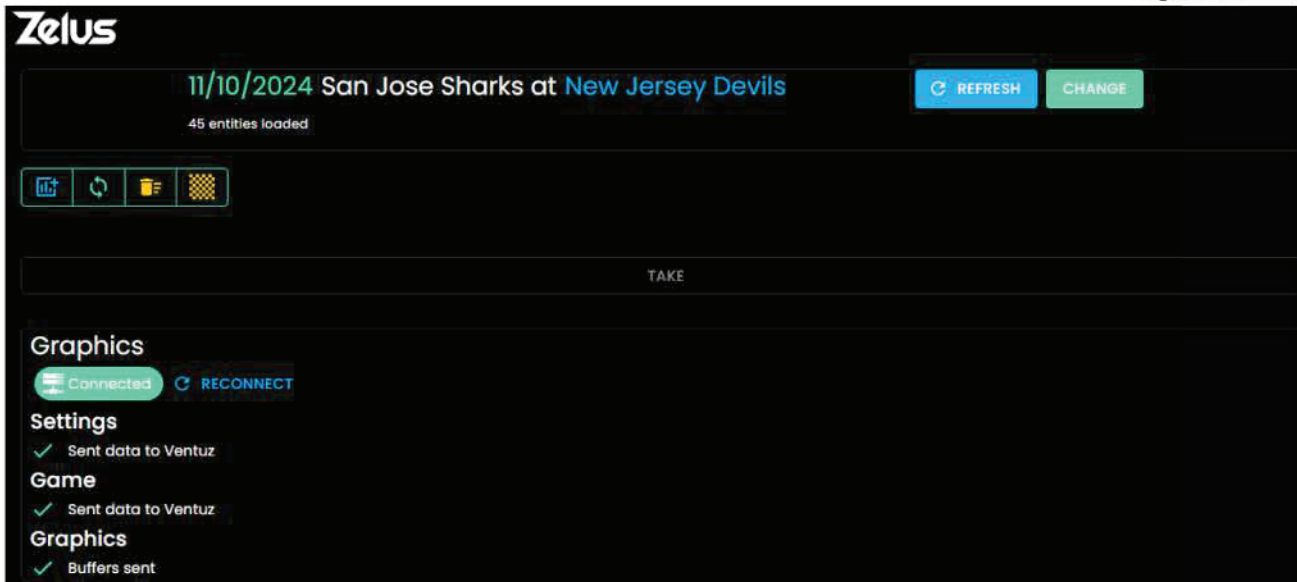 Zelus
11/10/2024 San Jose Sharks at New Jersey Devils
REFRESH
CHANGE
45 entities loaded
TAKE
Graphics
Connected
RECONNECT
Settings
Sent data to Ventuz
Game
Sent data to Ventuz
Graphics
Buffers sent